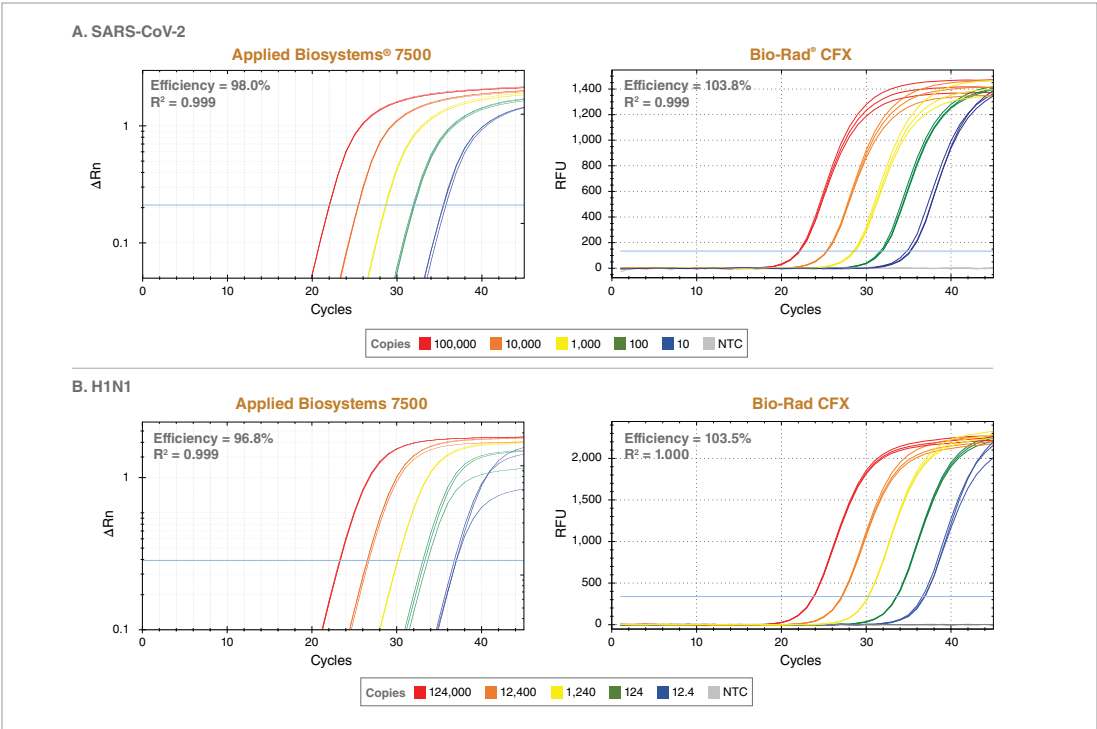 A. SARS-CoV-2
Applied Biosystems® 7500
Efficiency = 98.0%
R² = 0.999
1
0.1
ΔRn
0 10 20 30 40
Cycles
Bio-Rad® CFX
Efficiency = 103.8%
R² = 0.999
1,400
1,200
1,000
800
600
400
200
0
RFU
0 10 20 30 40
Cycles
Copies 100,000 10,000 1,000 100 10 NTC
B. H1N1
Applied Biosystems 7500
Efficiency = 96.8%
R² = 0.999
1
0.1
ΔRn
0 10 20 30 40
Cycles
Bio-Rad CFX
Efficiency = 103.5%
R² = 1.000
2,000
1,500
1,000
500
0
RFU
0 10 20 30 40
Cycles
Copies 124,000 12,400 1,240 124 12.4 NTC